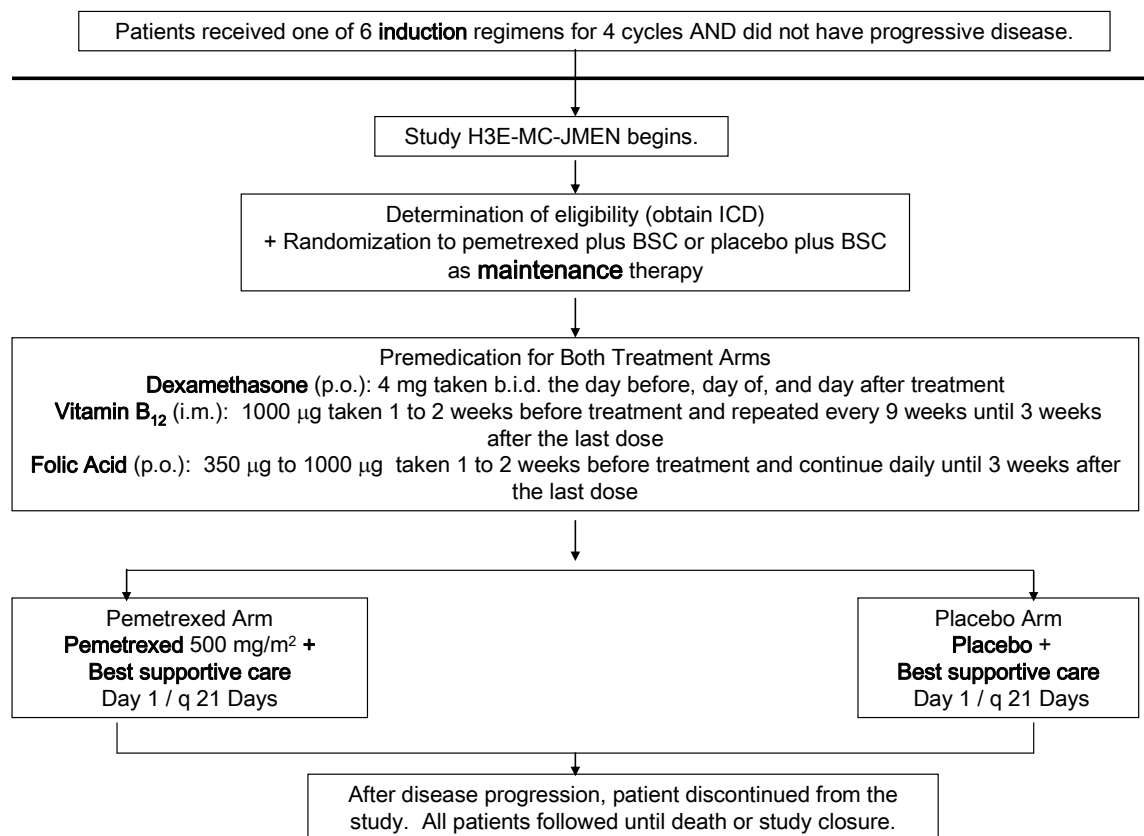 Patients received one of 6 induction regimens for 4 cycles AND did not have progressive disease.
Study H3E-MC-JMEN begins.
Determination of eligibility (obtain ICD)
+ Randomization to pemetrexed plus BSC or placebo plus BSC
as maintenance therapy
Premedication for Both Treatment Arms
Dexamethasone (p.o.): 4 mg taken b.i.d. the day before, day of, and day after treatment
Vitamin B₁₂ (i.m.): 1000 μg taken 1 to 2 weeks before treatment and repeated every 9 weeks until 3 weeks
after the last dose
Folic Acid (p.o.): 350 μg to 1000 μg taken 1 to 2 weeks before treatment and continue daily until 3 weeks after
the last dose
Pemetrexed Arm
Pemetrexed 500 mg/m² +
Best supportive care
Day 1 / q 21 Days
Placebo Arm
Placebo +
Best supportive care
Day 1 / q 21 Days
After disease progression, patient discontinued from the
study. All patients followed until death or study closure.